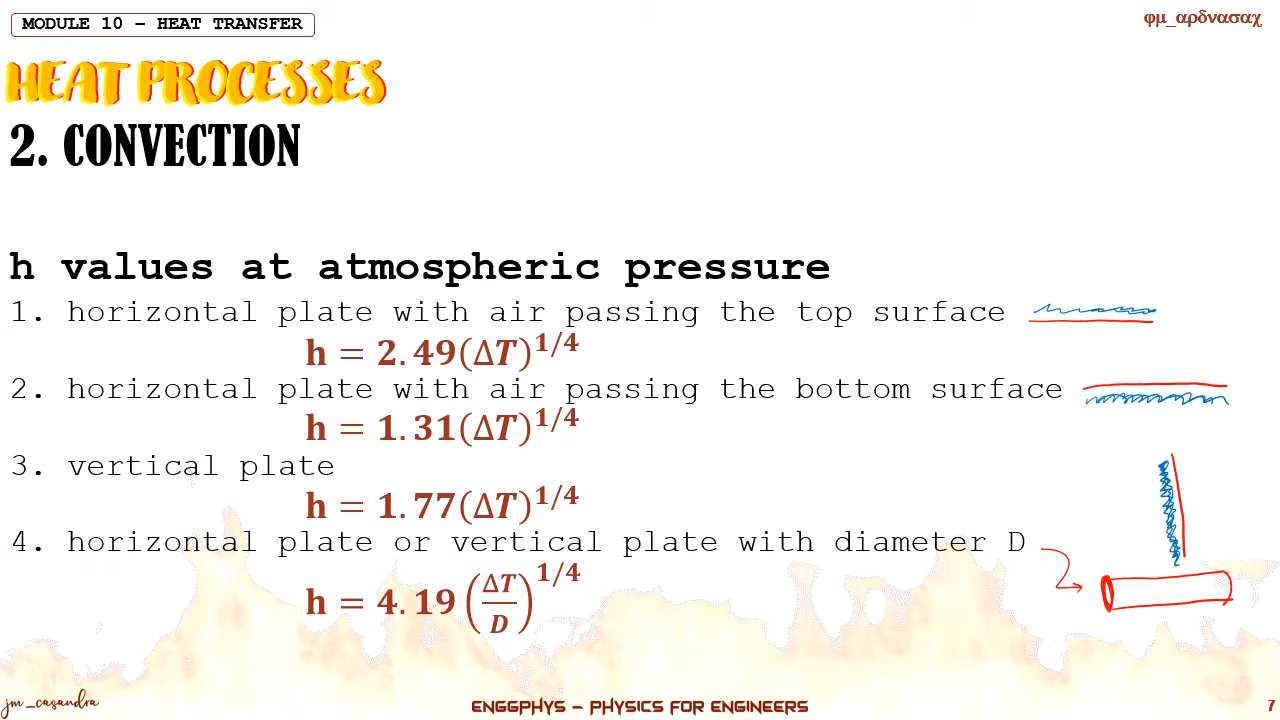 MODULE 10 – HEAT TRANSFER
φμ_αρδνασαχ
HEAT PROCESSES
2. CONVECTION
h values at atmospheric pressure
1. horizontal plate with air passing the top surface
h = 2.49(ΔT)^1/4
2. horizontal plate with air passing the bottom surface
h = 1.31(ΔT)^1/4
3. vertical plate
h = 1.77(ΔT)^1/4
4. horizontal plate or vertical plate with diameter D
h = 4.19(ΔT/D)^1/4
jm_casandra
ENGGPHYS – PHYSICS FOR ENGINEERS
7